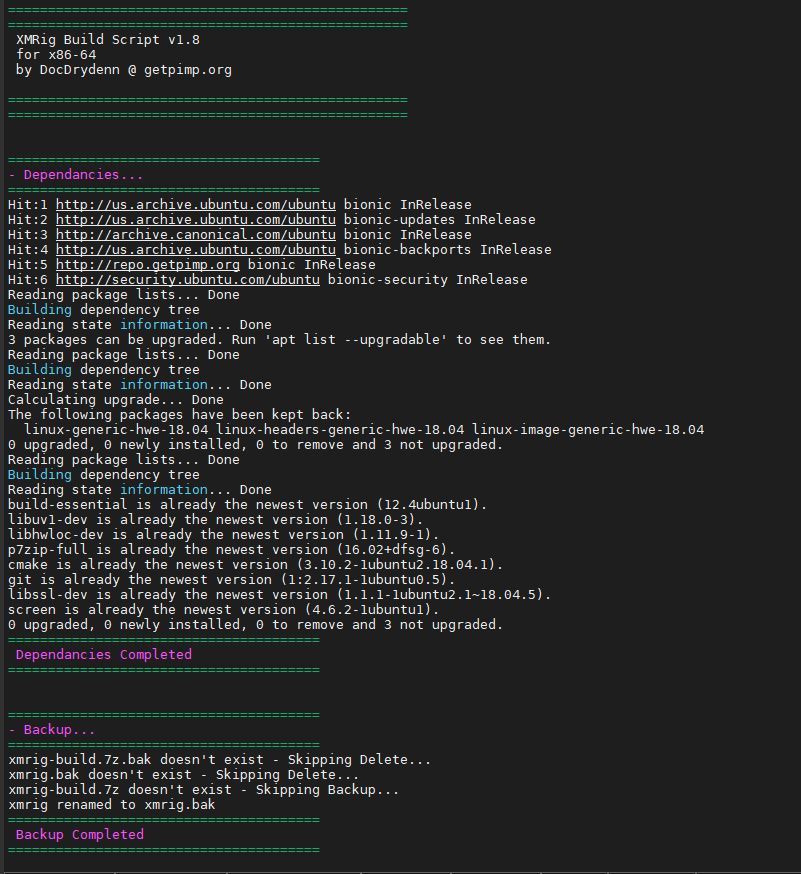 ==================================================
==================================================
XMRig Build Script v1.8
for x86-64
by DocDrydenn @ getpimp.org
==================================================
==================================================
=======================================
- Dependancies...
=======================================
Hit:1 http://us.archive.ubuntu.com/ubuntu bionic InRelease
Hit:2 http://us.archive.ubuntu.com/ubuntu bionic-updates InRelease
Hit:3 http://archive.canonical.com/ubuntu bionic InRelease
Hit:4 http://us.archive.ubuntu.com/ubuntu bionic-backports InRelease
Hit:5 http://repo.getpimp.org bionic InRelease
Hit:6 http://security.ubuntu.com/ubuntu bionic-security InRelease
Reading package lists... Done
Building dependency tree
Reading state information... Done
3 packages can be upgraded. Run 'apt list --upgradable' to see them.
Reading package lists... Done
Building dependency tree
Reading state information... Done
Calculating upgrade... Done
The following packages have been kept back:
linux-generic-hwe-18.04 linux-headers-generic-hwe-18.04 linux-image-generic-hwe-18.04
0 upgraded, 0 newly installed, 0 to remove and 3 not upgraded.
Reading package lists... Done
Building dependency tree
Reading state information... Done
build-essential is already the newest version (12.4ubuntu1).
libuv1-dev is already the newest version (1.18.0-3).
libhwloc-dev is already the newest version (1.11.9-1).
p7zip-full is already the newest version (16.02+dfsg-6).
cmake is already the newest version (3.10.2-1ubuntu2.18.04.1).
git is already the newest version (1:2.17.1-1ubuntu0.5).
libssl-dev is already the newest version (1.1.1-1ubuntu2.1~18.04.5).
screen is already the newest version (4.6.2-1ubuntu1).
0 upgraded, 0 newly installed, 0 to remove and 3 not upgraded.
=======================================
Dependancies Completed
=======================================
=======================================
- Backup...
=======================================
xmrig-build.7z.bak doesn't exist - Skipping Delete...
xmrig.bak doesn't exist - Skipping Delete...
xmrig-build.7z doesn't exist - Skipping Backup...
xmrig renamed to xmrig.bak
=======================================
Backup Completed
=======================================